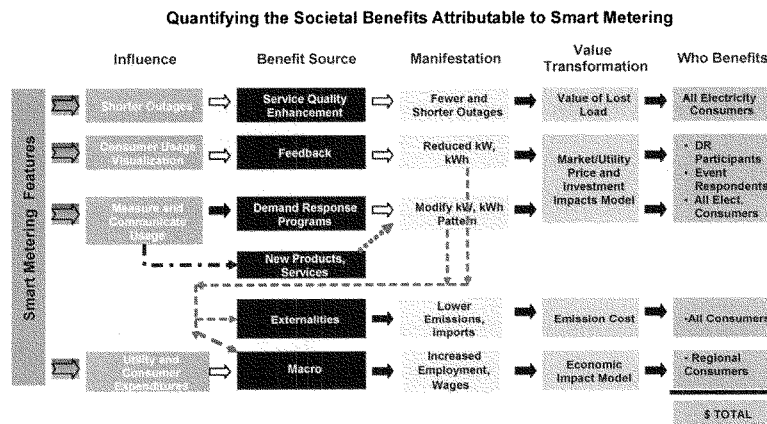 Quantifying the Societal Benefits Attributable to Smart Metering
Influence
Benefit Source
Manifestation
Value
Transformation
Who Benefits
Smart Metering Features
Shorter Outages
Service Quality
Enhancement
Fewer and
Shorter Outages
Value of Lost
Load
All Electricity
Consumers
Consumer Usage
Visualization
Feedback
Reduced kW,
kWh
Market/Utility
Price and
Investment
Impacts Model
• DR
Participants
• Event
Respondents
• All Elect.
Consumers
Measure and
Usage
Demand Response
Programs
Modify kW, kWh
Pattern
New Products,
Services
Externalities
Lower
Emissions,
Imports
Emission Cost
•All Consumers
Utility and
Consumer
Expenditures
Macro
Increased
Employment,
Wages
Economic
Impact Model
• Regional
Consumers
$ TOTAL